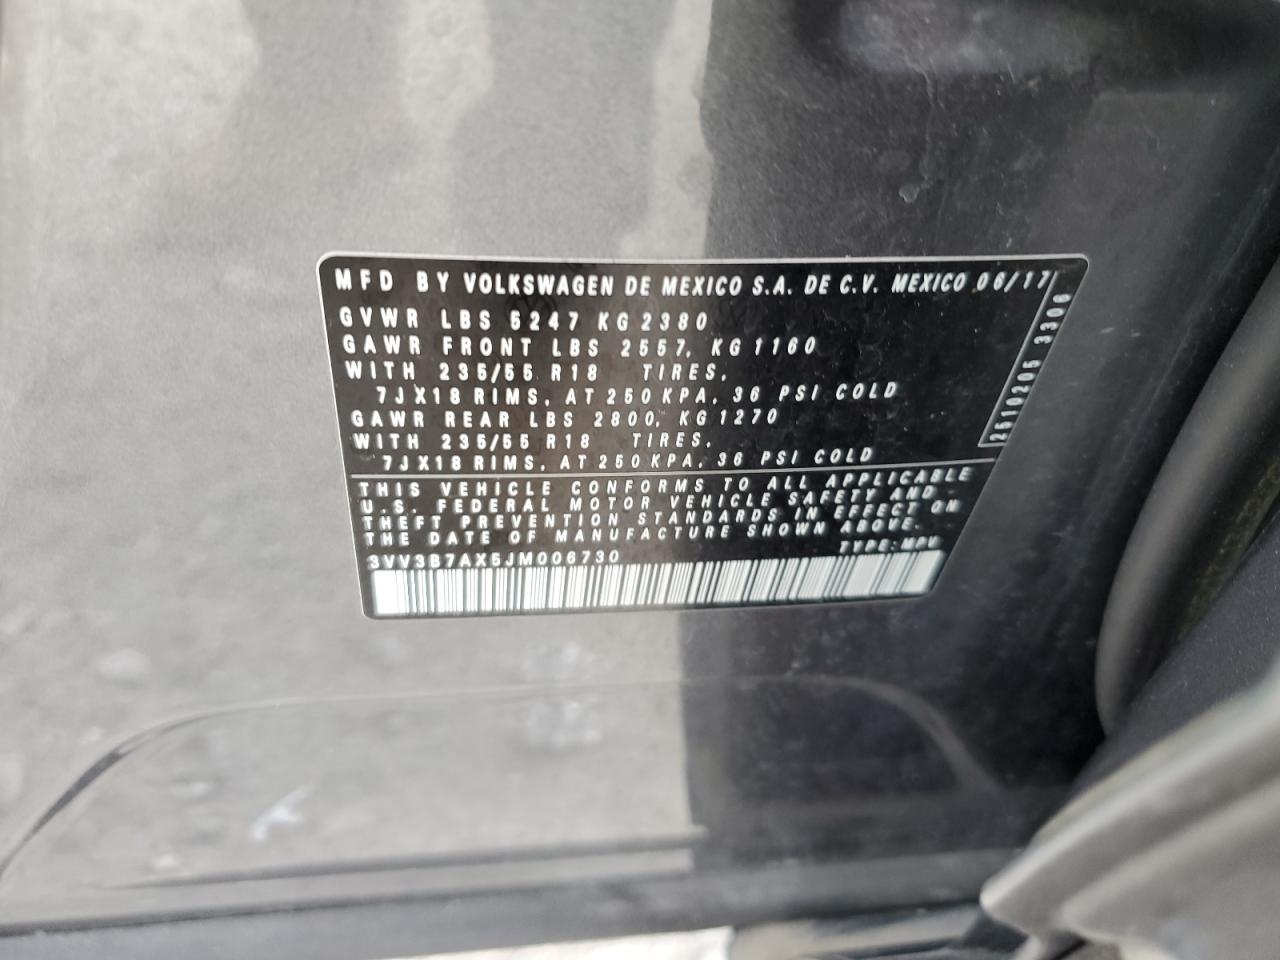 MFD BY VOLKSWAGEN DE MEXICO S.A. DE C.V. MEXICO 06/17
GVWR LBS 5247 KG 2380
GAWR FRONT LBS 2557, KG 1160
WITH 235/55 R18 TIRES,
7JX18 RIMS, AT 250 KPA, 36 PSI COLD
GAWR REAR LBS 2800, KG 1270
WITH 235/55 R18 TIRES,
7JX18 RIMS, AT 250 KPA, 36 PSI COLD
2510205 3306
THIS VEHICLE CONFORMS TO ALL APPLICABLE
U.S. FEDERAL MOTOR VEHICLE SAFETY AND
THEFT PREVENTION STANDARDS IN EFFECT ON
THE DATE OF MANUFACTURE SHOWN ABOVE.
3VV3B7AX5JM006730 TYPE: MPV